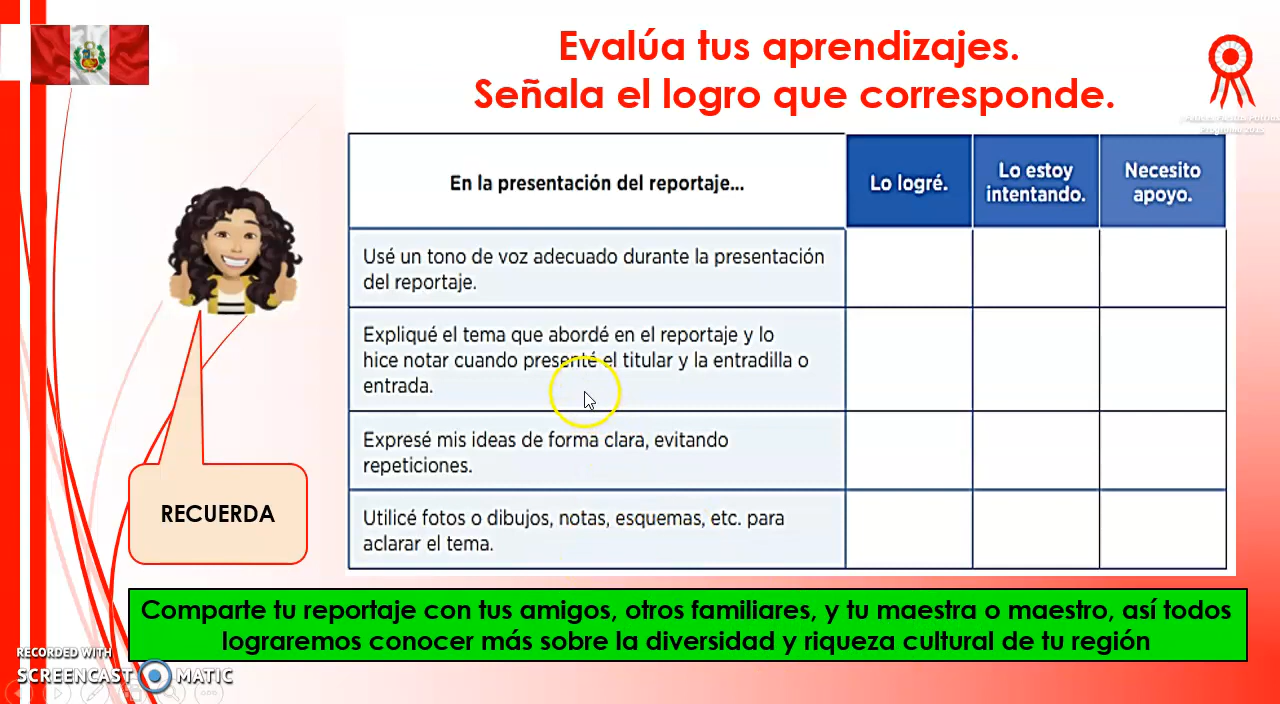 Evalúa tus aprendizajes.
Señala el logro que corresponde.
En la presentación del reportaje...
Lo logré.
Lo estoy
intentando.
Necesito
apoyo.
Usé un tono de voz adecuado durante la presentación
del reportaje.
Expliqué el tema que abordé en el reportaje y lo
hice notar cuando presenté el titular y la entradilla o
entrada.
Expresé mis ideas de forma clara, evitando
repeticiones.
Utilicé fotos o dibujos, notas, esquemas, etc. para
aclarar el tema.
RECUERDA
Comparte tu reportaje con tus amigos, otros familiares, y tu maestra o maestro, así todos
lograremos conocer más sobre la diversidad y riqueza cultural de tu región
RECORDED WITH
SCREENCAST MATIC